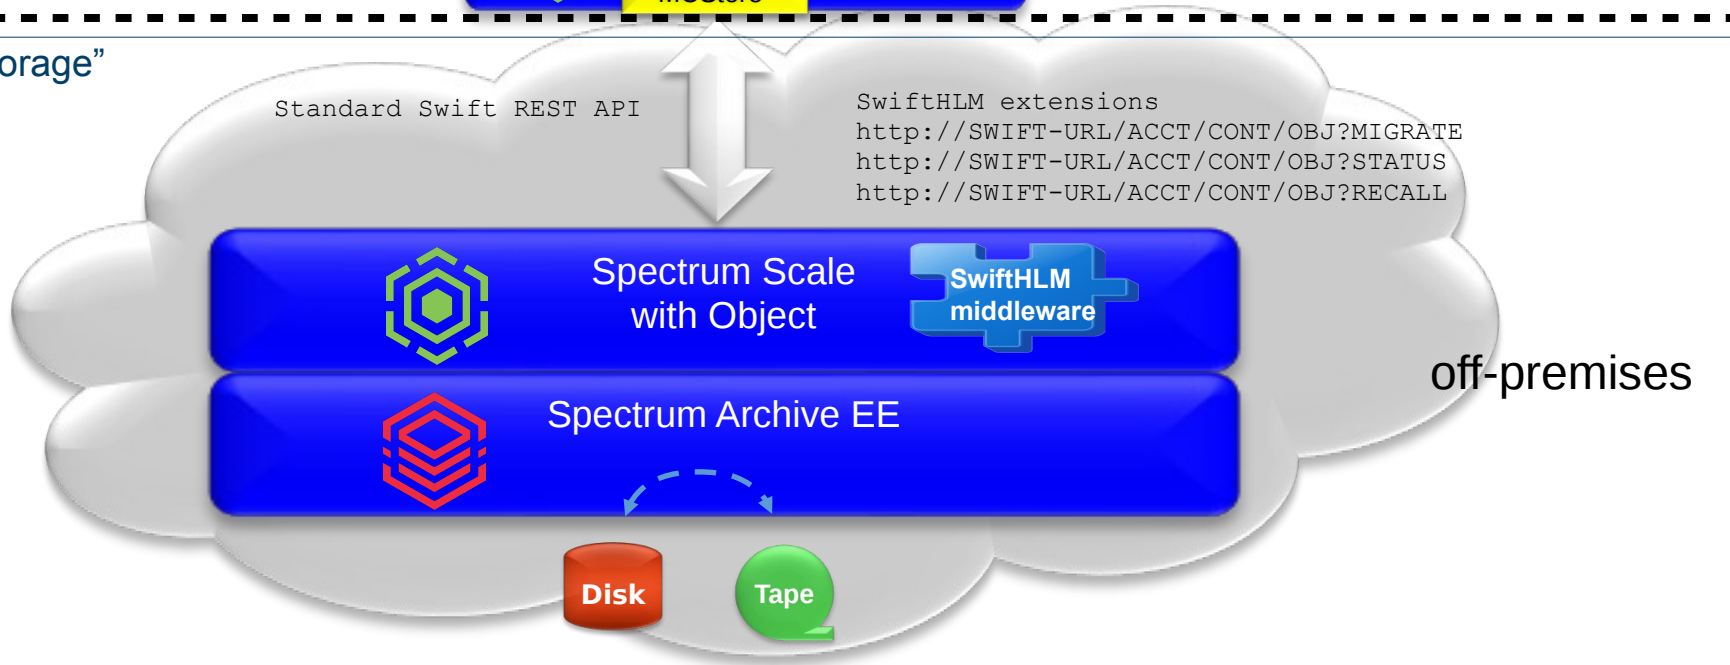 orage”
Standard Swift REST API
SwiftHLM extensions
http://SWIFT-URL/ACCT/CONT/OBJ?MIGRATE
http://SWIFT-URL/ACCT/CONT/OBJ?STATUS
http://SWIFT-URL/ACCT/CONT/OBJ?RECALL
Spectrum Scale
with Object
SwiftHLM
middleware
off-premises
Spectrum Archive EE
Disk
Tape